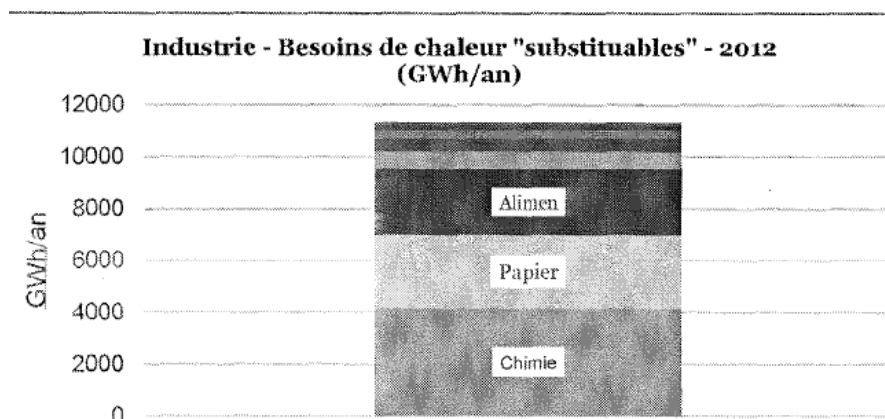 Industrie - Besoins de chaleur "substituables" - 2012
(GWh/an)
12000
10000
8000
6000
4000
2000
0
GWh/an
Alimen
Papier
Chimie